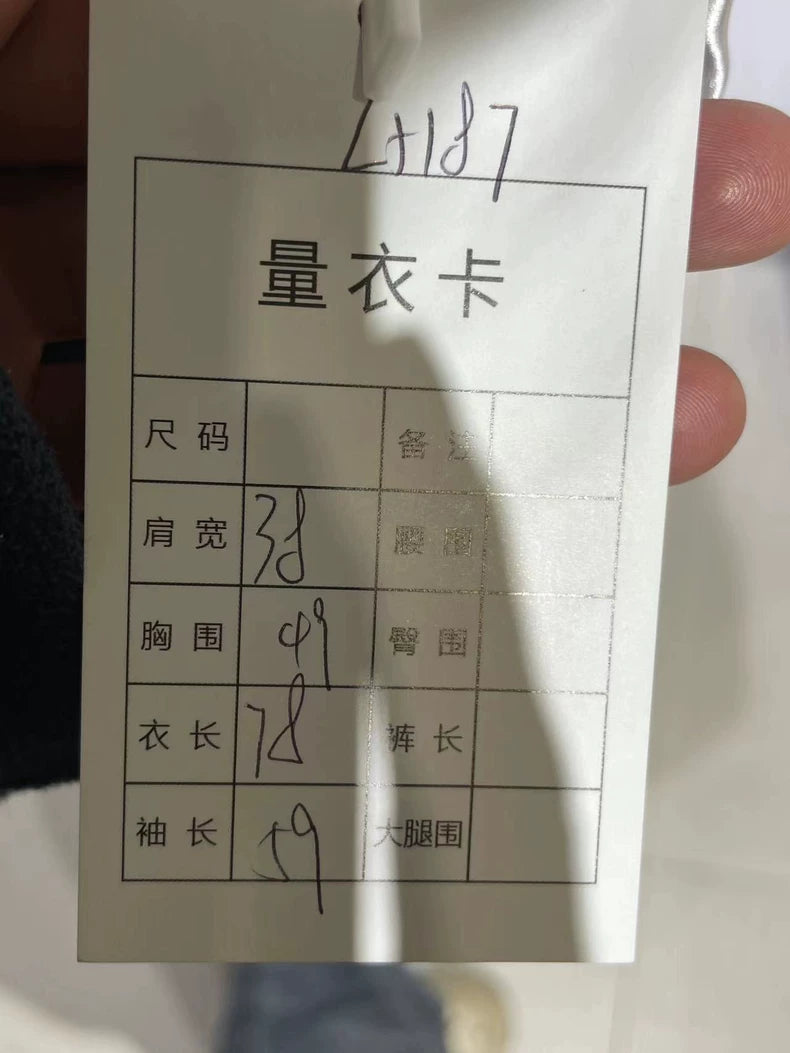 LH187
量衣卡
尺码 备注
肩宽 38 腰围
胸围 49 臀围
衣长 78 裤长
袖长 59 大腿围